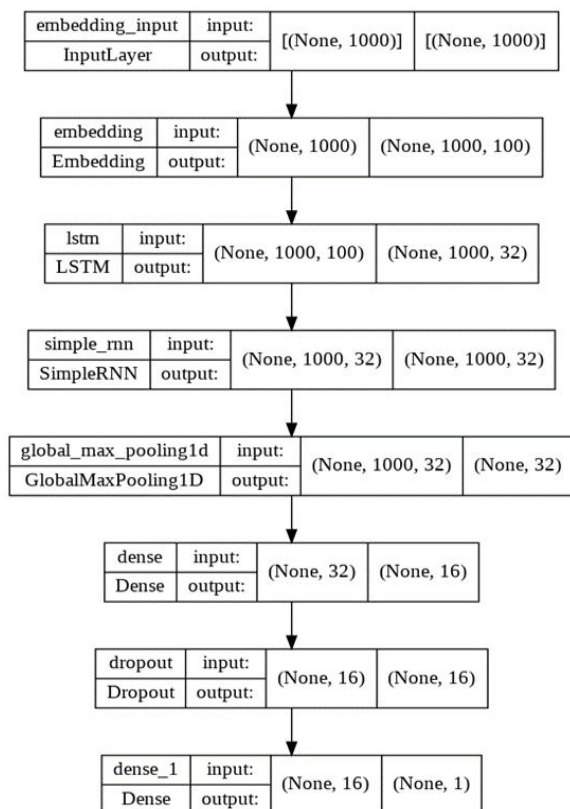 embedding_input input: [(None, 1000)] [(None, 1000)]
InputLayer output:
embedding input: (None, 1000) (None, 1000, 100)
Embedding output:
lstm input: (None, 1000, 100) (None, 1000, 32)
LSTM output:
simple_rnn input: (None, 1000, 32) (None, 1000, 32)
SimpleRNN output:
global_max_pooling1d input: (None, 1000, 32) (None, 32)
GlobalMaxPooling1D output:
dense input: (None, 32) (None, 16)
Dense output:
dropout input: (None, 16) (None, 16)
Dropout output:
dense_1 input: (None, 16) (None, 1)
Dense output: